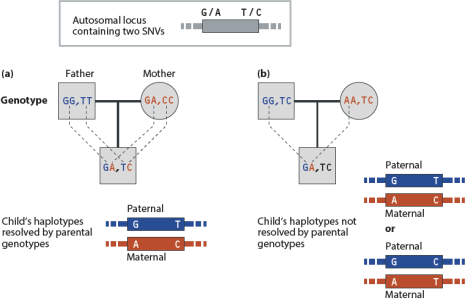 Autosomal locus
containing two SNVs
G/A T/C
(a)
Father
Mother
Genotype
GG,TT
GA,CC
GA,TC
Child's haplotypes
resolved by parental
genotypes
Paternal
G T
A C
Maternal
(b)
GG,TC
AA,TC
GA,TC
Child's haplotypes not
resolved by parental
genotypes
Paternal
G T
A C
Maternal
or
Paternal
G C
A T
Maternal